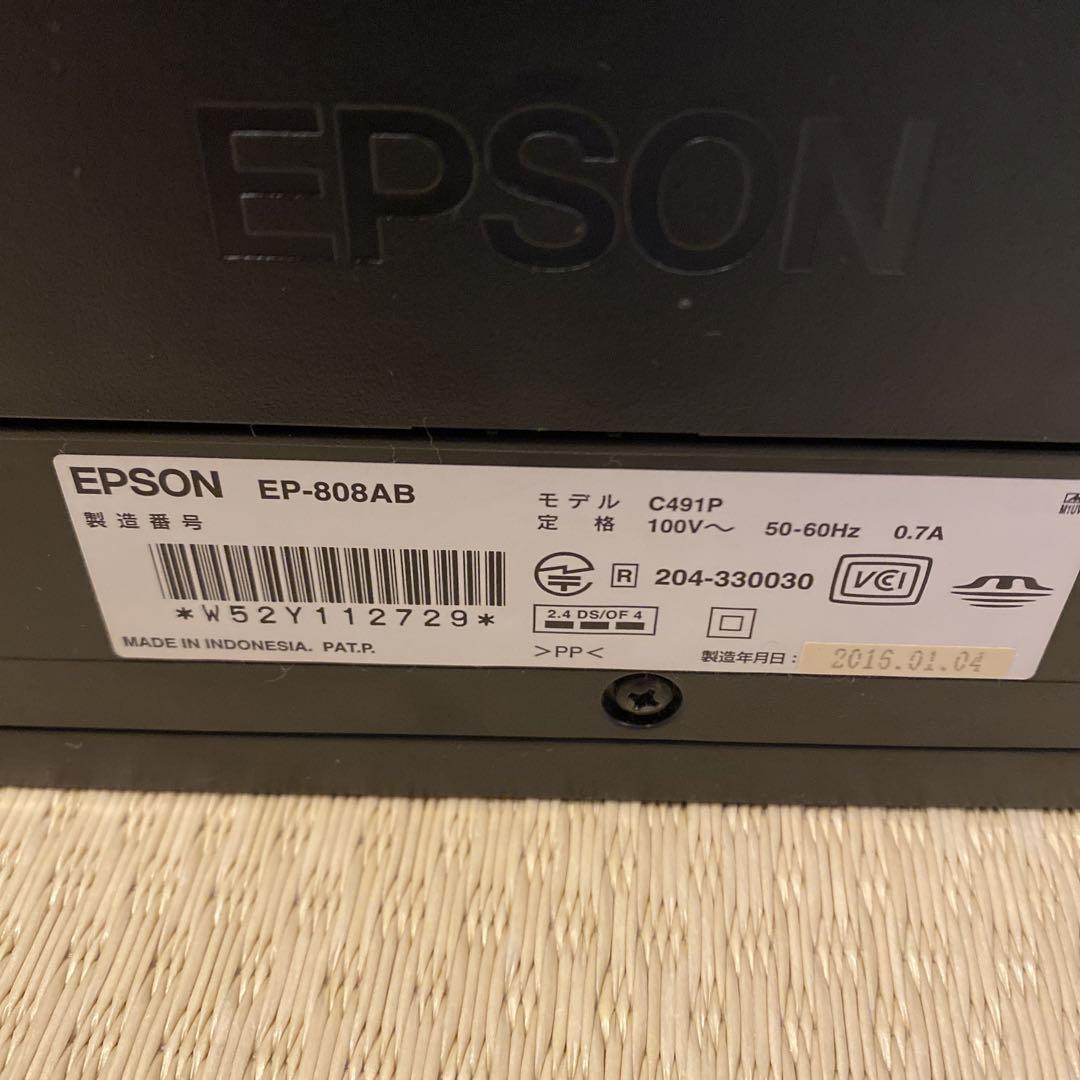 EPSON
EPSON EP-808AB
製造番号
*W52Y112729*
MADE IN INDONESIA. PAT.P.
モデル C491P
定格 100V～ 50-60Hz 0.7A
R 204-330030 VCCI
2.4 DS/OF 4
>PP<
製造年月日: 2016.01.04